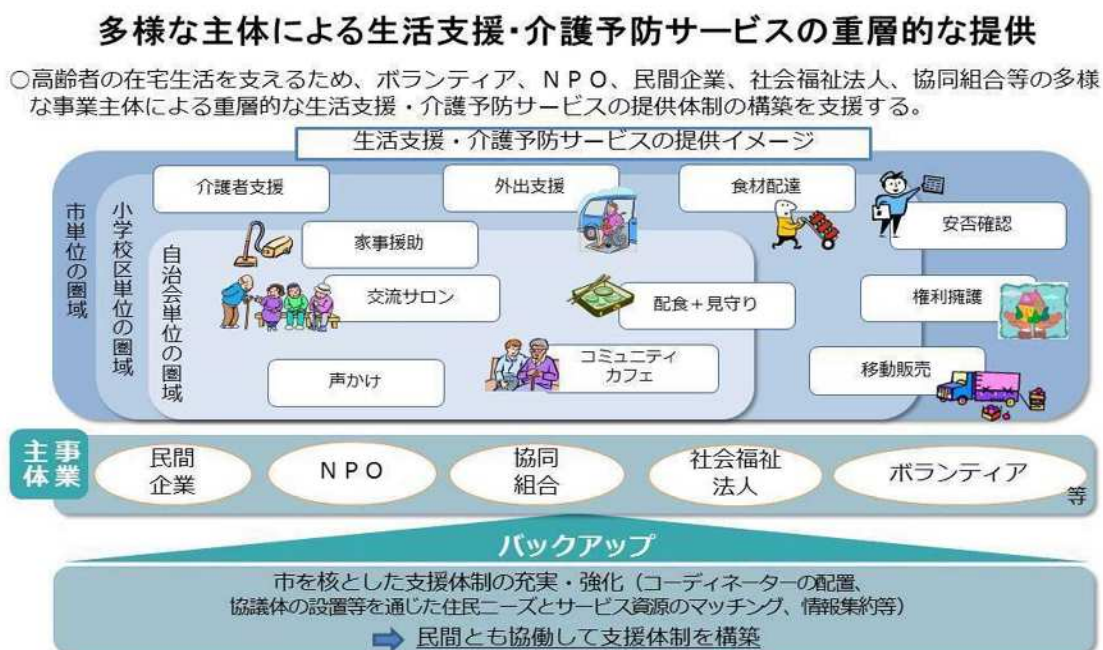 多様な主体による生活支援・介護予防サービスの重層的な提供
○高齢者の在宅生活を支えるため、ボランティア、ＮＰＯ、民間企業、社会福祉法人、協同組合等の多様
な事業主体による重層的な生活支援・介護予防サービスの提供体制の構築を支援する。
生活支援・介護予防サービスの提供イメージ
市単位の圏域
小学校区単位の圏域
自治会単位の圏域
介護者支援
外出支援
食材配達
安否確認
家事援助
交流サロン
配食＋見守り
権利擁護
声かけ
コミュニティ
カフェ
移動販売
事業
主体
民間
企業
ＮＰＯ
協同
組合
社会福祉
法人
ボランティア
等
バックアップ
市を核とした支援体制の充実・強化（コーディネーターの配置、
協議体の設置等を通じた住民ニーズとサービス資源のマッチング、情報集約等）
民間とも協働して支援体制を構築